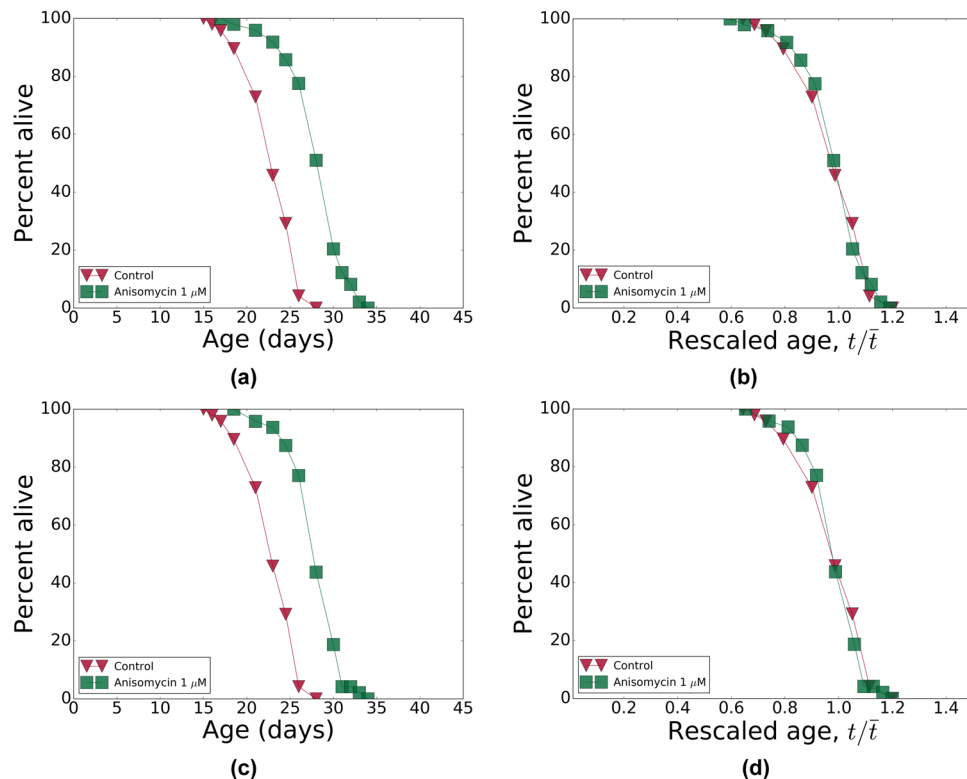 100
80
60
40
20
0
Percent alive
Control
Anisomycin 1 μM
0 5 10 15 20 25 30 35 40 45
Age (days)
(a)
100
80
60
40
20
0
Percent alive
Control
Anisomycin 1 μM
0.2 0.4 0.6 0.8 1.0 1.2 1.4
Rescaled age, t/t̄
(b)
100
80
60
40
20
0
Percent alive
Control
Anisomycin 1 μM
0 5 10 15 20 25 30 35 40 45
Age (days)
(c)
100
80
60
40
20
0
Percent alive
Control
Anisomycin 1 μM
0.2 0.4 0.6 0.8 1.0 1.2 1.4
Rescaled age, t/t̄
(d)